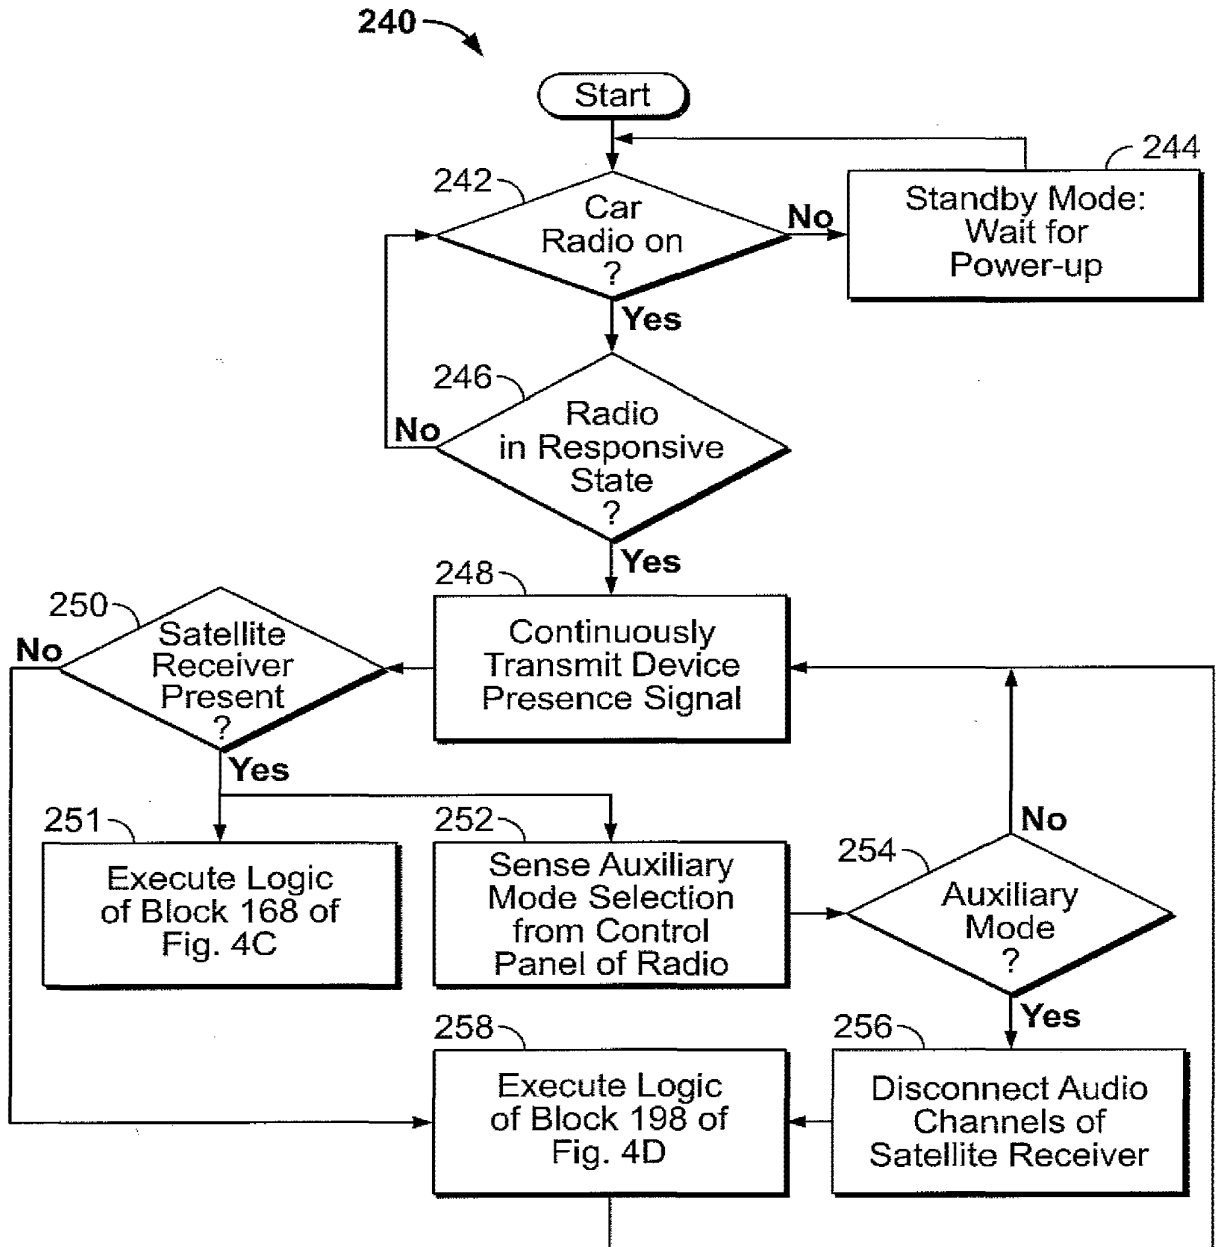 240
Start
242
Car
Radio on
?
No
244
Standby Mode:
Wait for
Power-up
Yes
246
Radio
in Responsive
State
?
No
Yes
248
Continuously
Transmit Device
Presence Signal
250
Satellite
Receiver
Present
?
No
Yes
251
Execute Logic
of Block 168 of
Fig. 4C
252
Sense Auxiliary
Mode Selection
from Control
Panel of Radio
254
Auxiliary
Mode
?
No
Yes
256
Disconnect Audio
Channels of
Satellite Receiver
258
Execute Logic
of Block 198 of
Fig. 4D